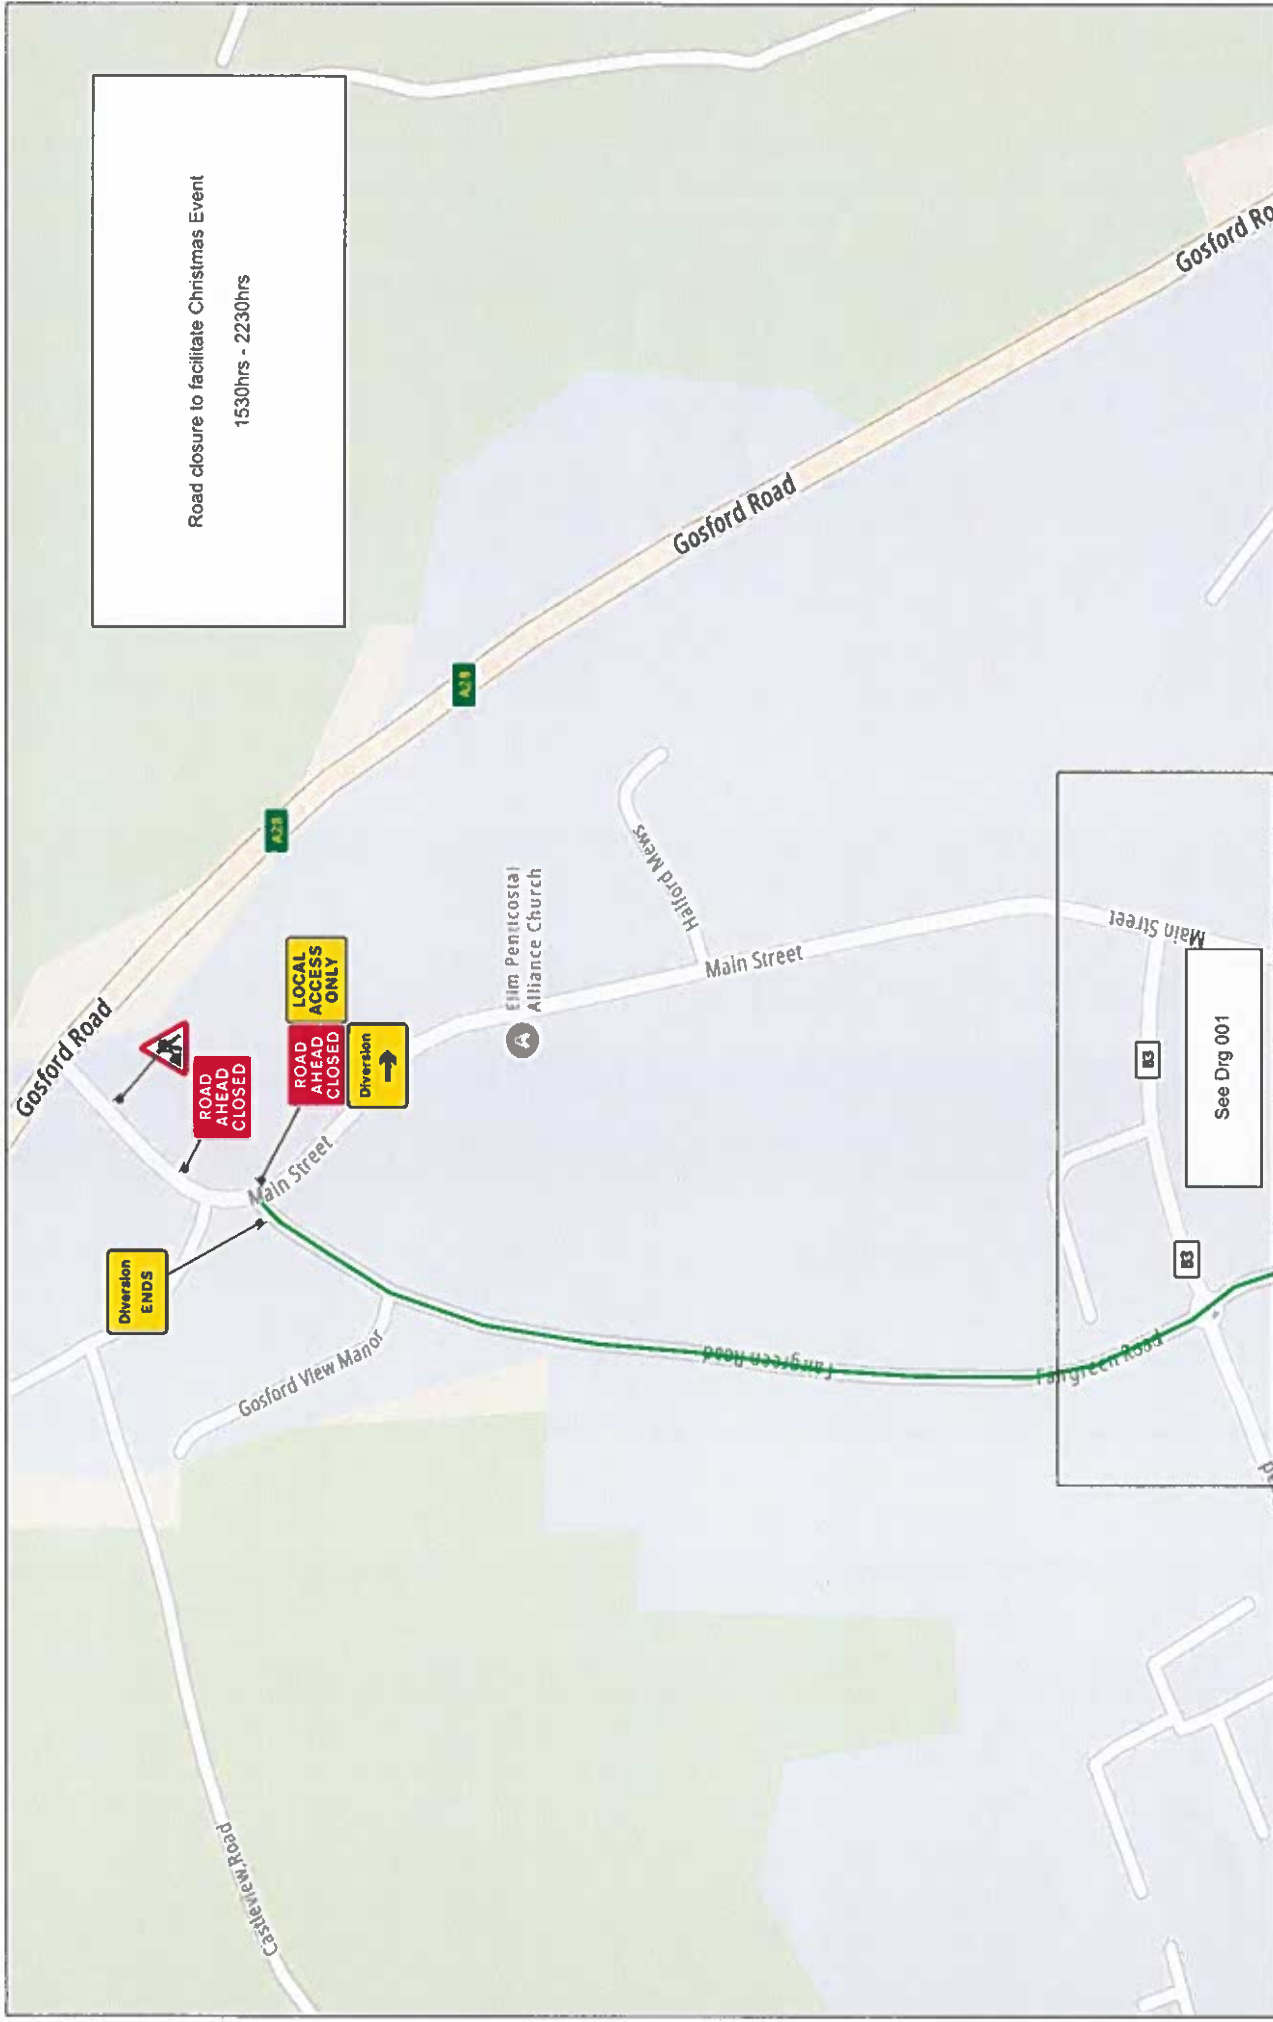 Road closure to facilitate Christmas Event
1530hrs - 2230hrs
Gosford Road
ROAD
AHEAD
CLOSED
LOCAL
ACCESS
ONLY
ROAD
AHEAD
CLOSED
Diversion
Diversion
ENDS
Main Street
A28
A28
Gosford Road
Gosford Ro
Elim Penticostal
Alliance Church
Halford Mews
Main Street
Main Street
Gosford View Manor
Castleview Road
Fairgreen Road
Fairgreen Road
B3
B3
See Drg 001